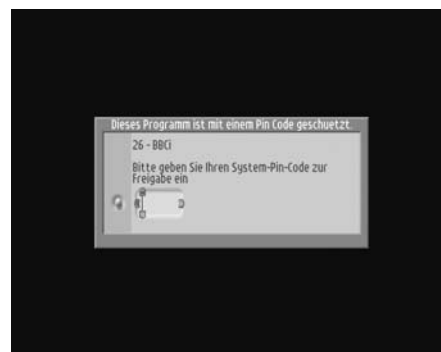 Dieses Programm ist mit einem Pin Code geschuetzt.
26 - BBCi
Bitte geben Sie Ihren System-Pin-Code zur
Freigabe ein